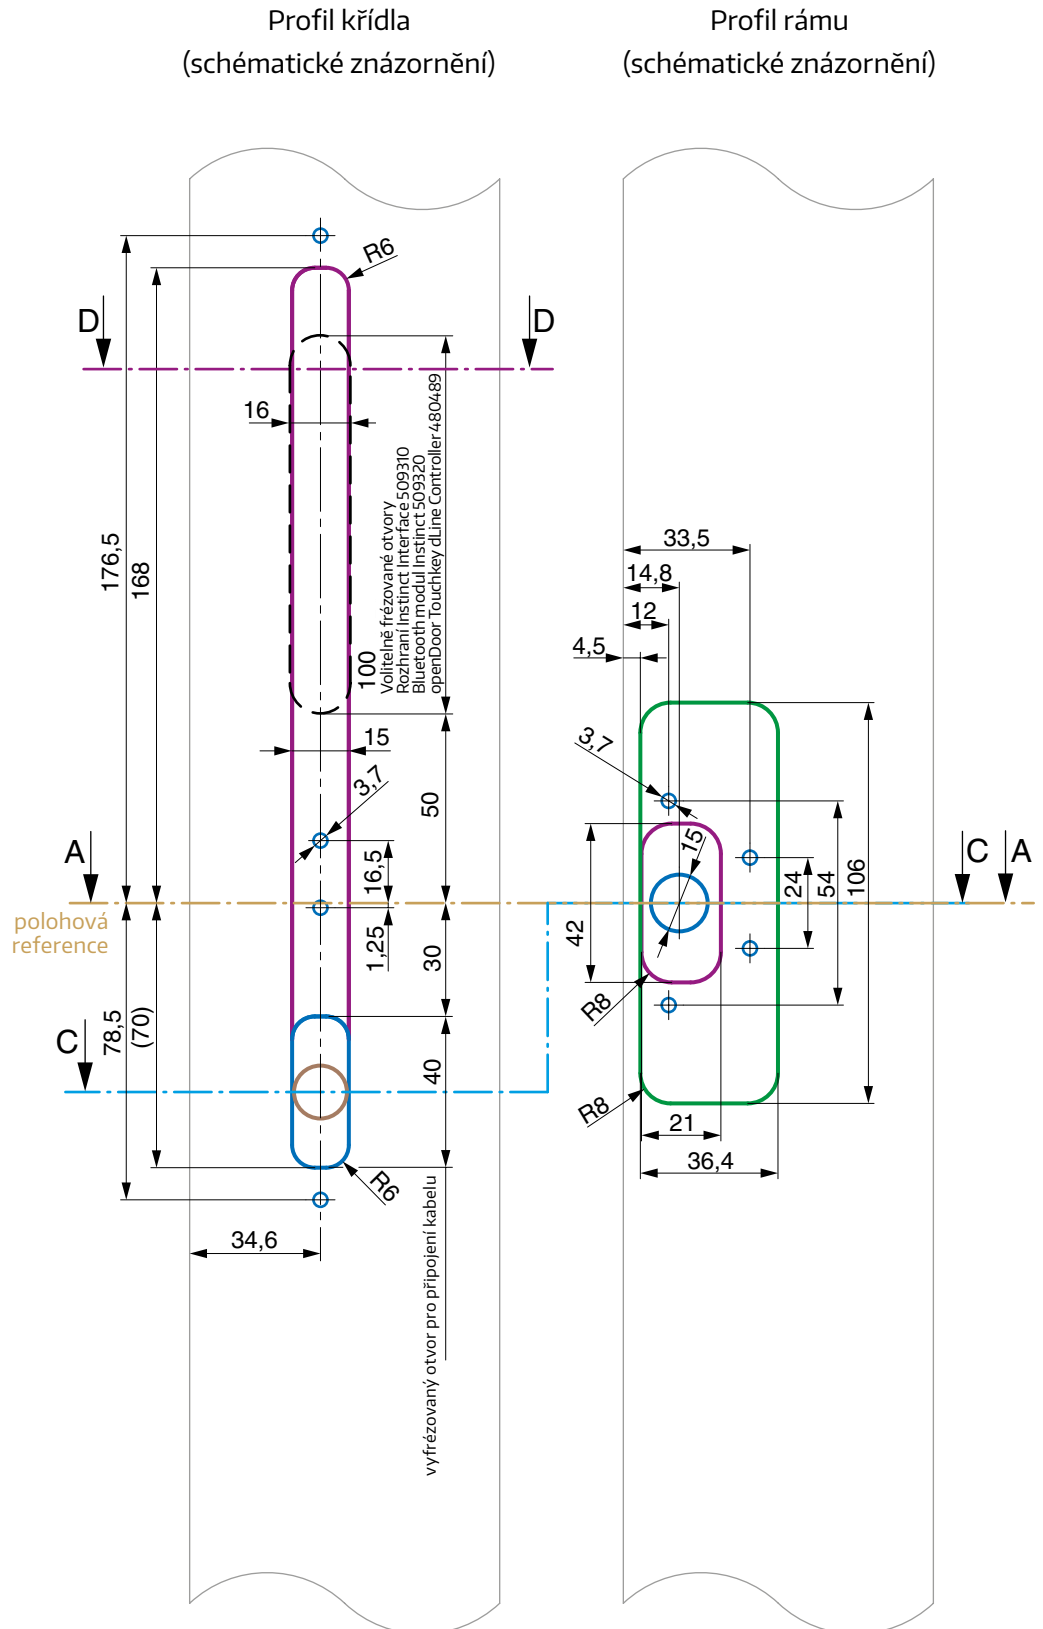 Profil křídla
(schématické znázornění)
Profil rámu
(schématické znázornění)
R6
D
D
16
176,5
168
100
Volitelně frézované otvory
Rozhraní Instinct Interface 509310
Bluetooth modul Instinct 509320
openDoor Touchkey dLine Controller 480489
15
3,7
50
A
16,5
polohová
reference
1,25
30
78,5
(70)
C
40
R6
34,6
vyfrézovaný otvor pro připojení kabelu
33,5
14,8
12
4,5
3,7
15
C
A
42
24
54
106
R8
R8
21
36,4